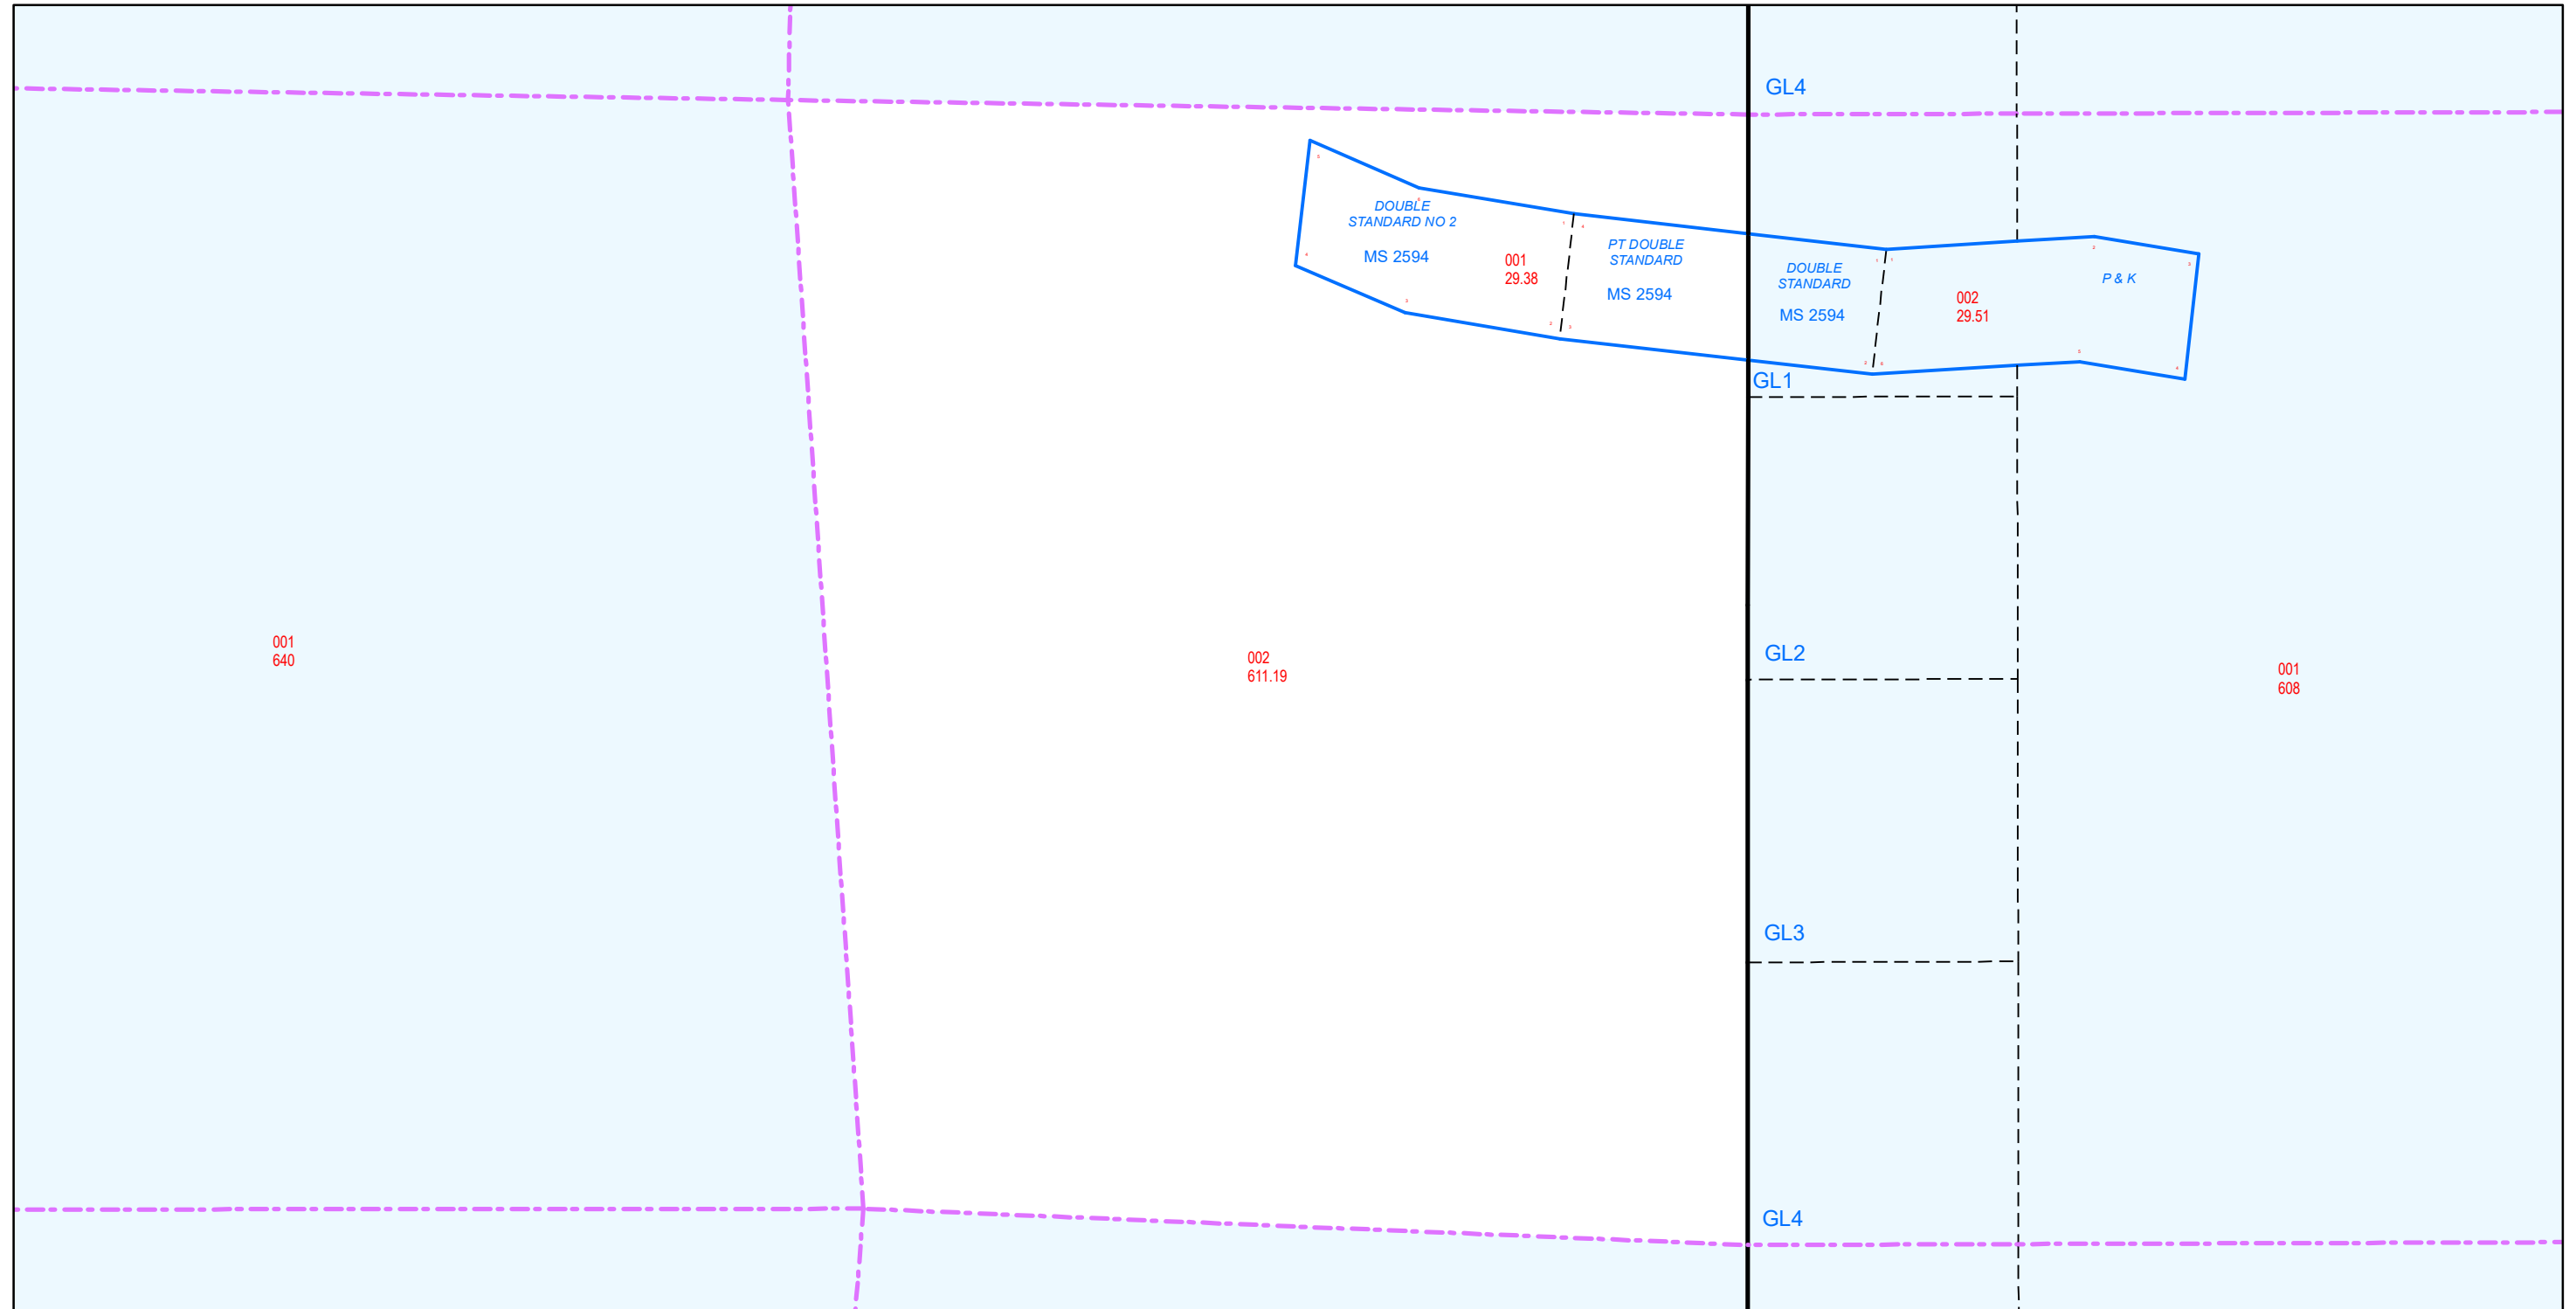 GL4
DOUBLE
STANDARD NO 2
MS 2594
001
29.38
PT DOUBLE
STANDARD
MS 2594
DOUBLE
STANDARD
MS 2594
002
29.51
P & K
GL1
001
640
002
611.19
GL2
001
608
GL3
GL4